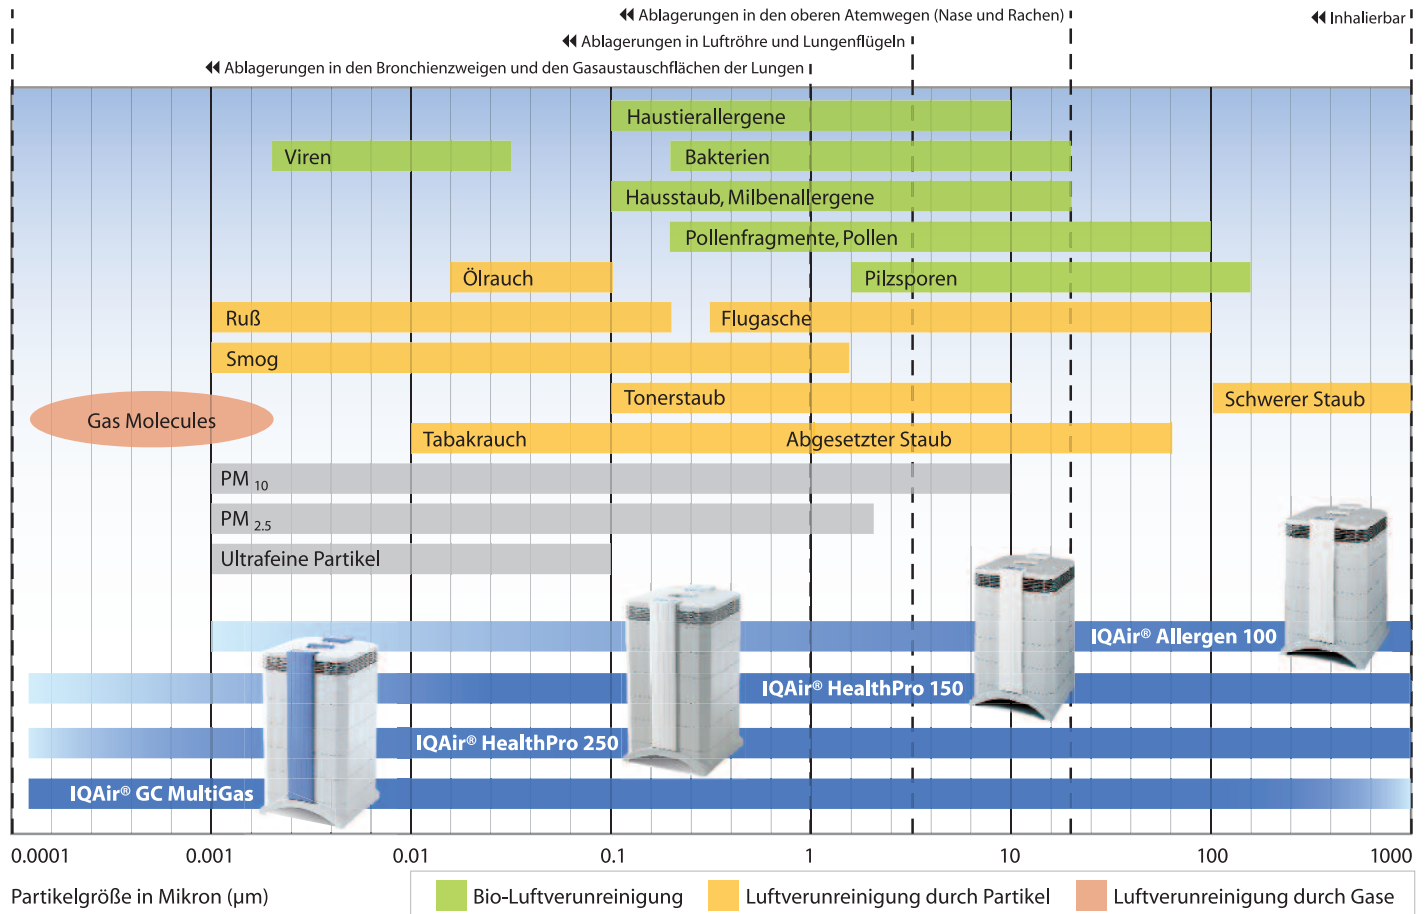 Ablagerungen in den oberen Atemwegen (Nase und Rachen)
Inhalierbar
Ablagerungen in Luftröhre und Lungenflügeln
Ablagerungen in den Bronchienzweigen und den Gasaustauschflächen der Lungen
Haustierallergene
Viren
Bakterien
Hausstaub, Milbenallergene
Pollenfragmente, Pollen
Ölrauch
Pilzsporen
Ruß
Flugasche
Smog
Tonerstaub
Schwerer Staub
Gas Molecules
Tabakrauch
Abgesetzter Staub
PM 10
PM 2.5
Ultrafeine Partikel
IQAir® Allergen 100
IQAir® HealthPro 150
IQAir® HealthPro 250
IQAir® GC MultiGas
0.0001 0.001 0.01 0.1 1 10 100 1000
Partikelgröße in Mikron (µm)
Bio-Luftverunreinigung
Luftverunreinigung durch Partikel
Luftverunreinigung durch Gase